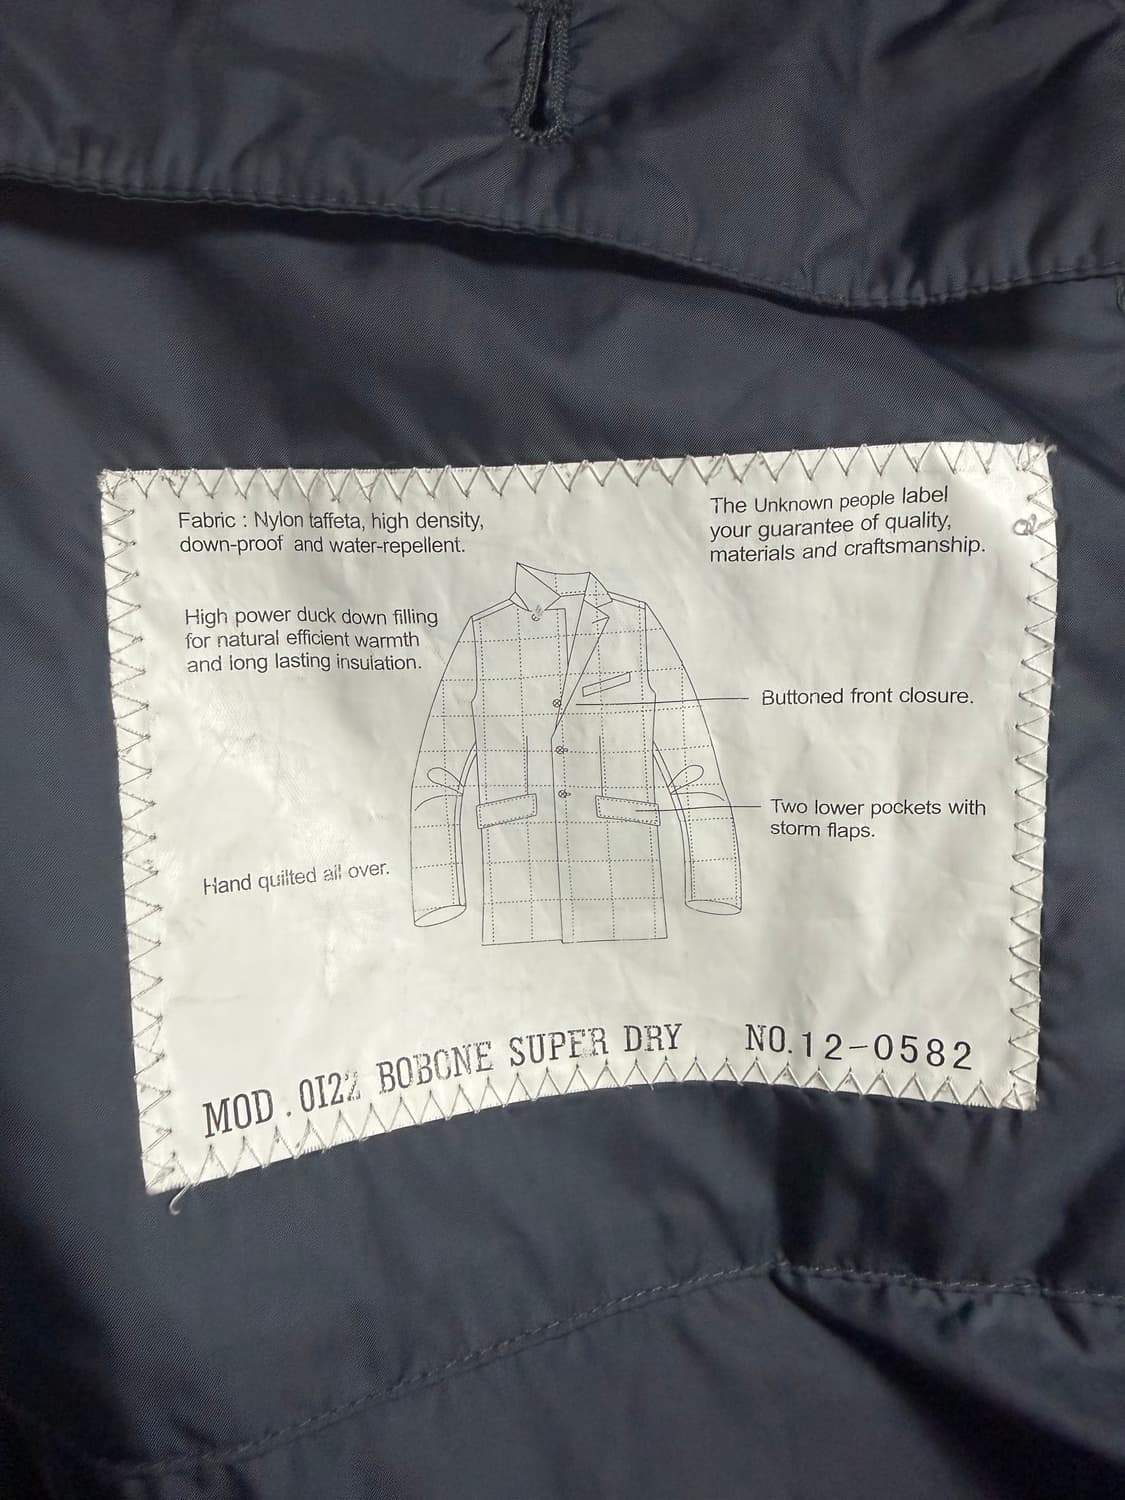 Fabric : Nylon taffeta, high density,
down-proof and water-repellent.
The Unknown people label
your guarantee of quality,
materials and craftsmanship.
High power duck down filling
for natural efficient warmth
and long lasting insulation.
Buttoned front closure.
Two lower pockets with
storm flaps.
Hand quilted all over.
MOD . BOBONE SUPER DRY NO.12-0582